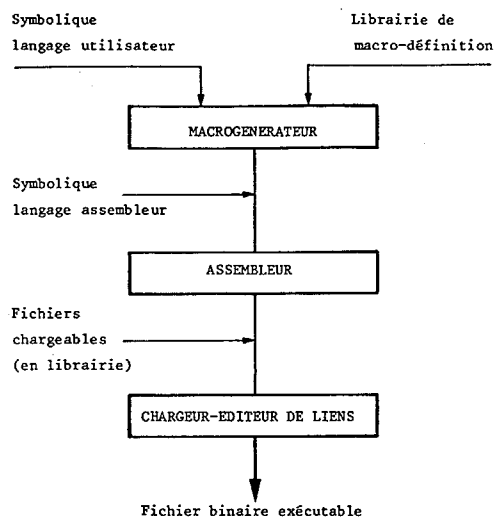 Symbolique
langage utilisateur
Librairie de
macro-définition
MACROGENERATEUR
Symbolique
langage assembleur
ASSEMBLEUR
Fichiers
chargeables
(en librairie)
CHARGEUR-EDITEUR DE LIENS
Fichier binaire exécutable